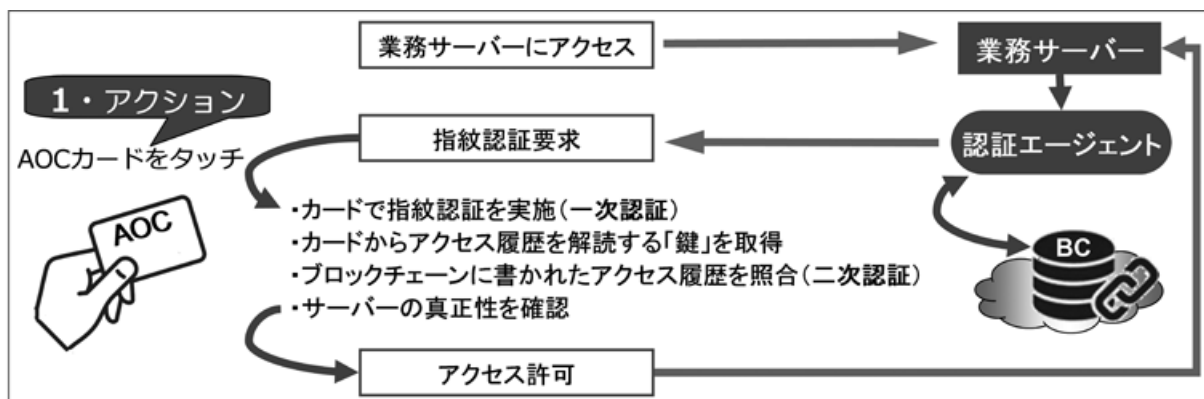 業務サーバーにアクセス
業務サーバー
1・アクション
AOCカードをタッチ
指紋認証要求
認証エージェント
AOC
・カードで指紋認証を実施(一次認証)
・カードからアクセス履歴を解読する「鍵」を取得
・ブロックチェーンに書かれたアクセス履歴を照合(二次認証)
・サーバーの真正性を確認
BC
アクセス許可